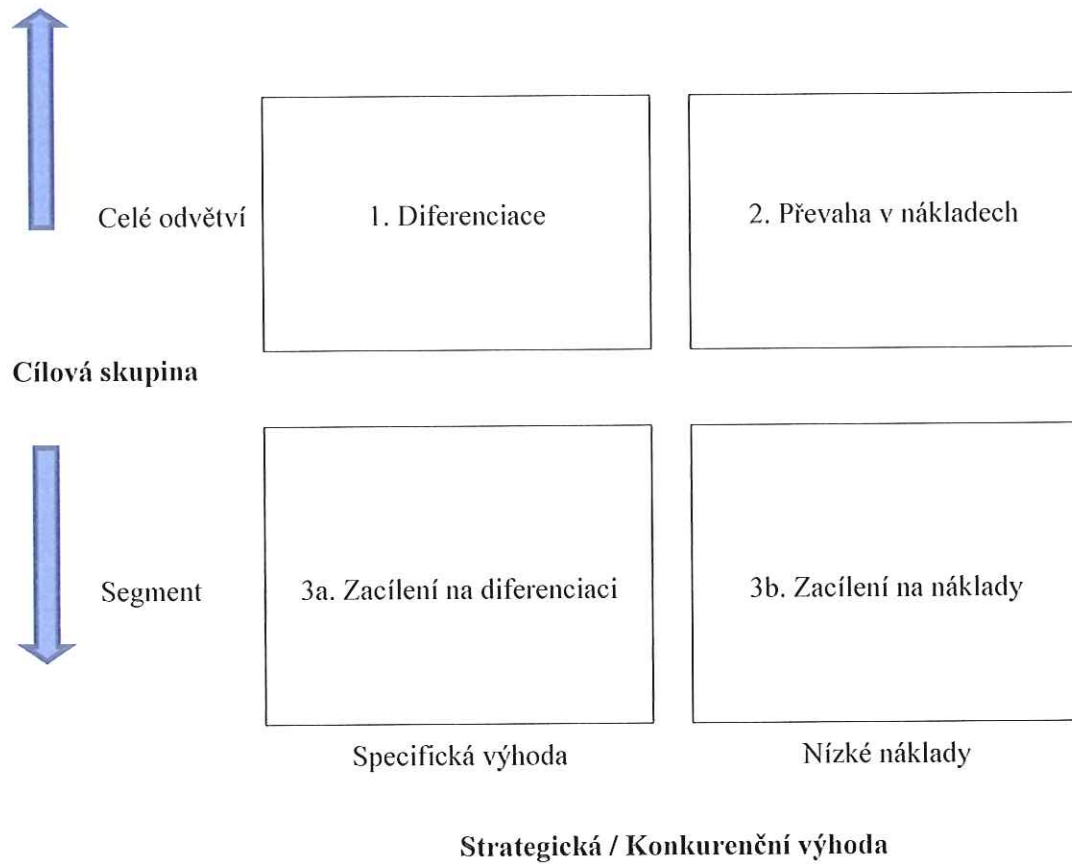 Celé odvětví
1. Diferenciace
2. Převaha v nákladech
Cílová skupina
Segment
3a. Zacílení na diferenciaci
3b. Zacílení na náklady
Specifická výhoda
Nízké náklady
Strategická / Konkurenční výhoda